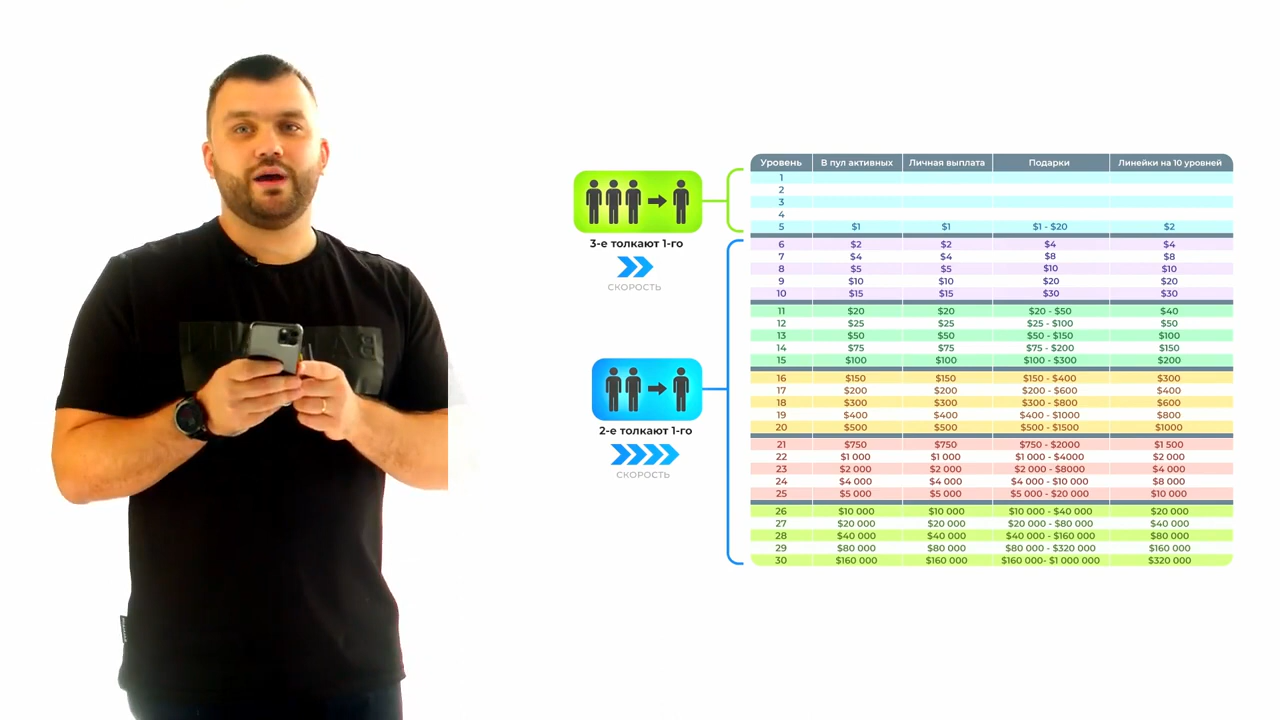 Уровень В пул активных Личная выплата Подарки Линейки на 10 уровней
1
2
3
4
5 $1 $1 $1 - $20 $2
6 $2 $2 $4 $4
7 $4 $4 $8 $8
8 $5 $5 $10 $10
9 $10 $10 $20 $20
10 $15 $15 $30 $30
11 $20 $20 $20 - $50 $40
12 $25 $25 $25 - $100 $50
13 $50 $50 $50 - $150 $100
14 $75 $75 $75 - $200 $150
15 $100 $100 $100 - $300 $200
16 $150 $150 $150 - $400 $300
17 $200 $200 $200 - $600 $400
18 $300 $300 $300 - $800 $600
19 $400 $400 $400 - $1000 $800
20 $500 $500 $500 - $1500 $1000
21 $750 $750 $750 - $2000 $1 500
22 $1 000 $1 000 $1 000 - $4000 $2 000
23 $2 000 $2 000 $2 000 - $8000 $4 000
24 $4 000 $4 000 $4 000 - $10 000 $8 000
25 $5 000 $5 000 $5 000 - $20 000 $10 000
26 $10 000 $10 000 $10 000 - $40 000 $20 000
27 $20 000 $20 000 $20 000 - $80 000 $40 000
28 $40 000 $40 000 $40 000 - $160 000 $80 000
29 $80 000 $80 000 $80 000 - $320 000 $160 000
30 $160 000 $160 000 $160 000- $1 000 000 $320 000
3-е толкают 1-го
СКОРОСТЬ
2-е толкают 1-го
СКОРОСТЬ